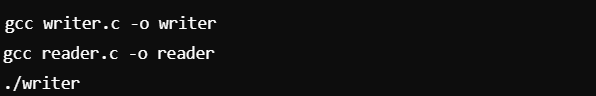 gcc writer.c -o writer
gcc reader.c -o reader
./writer